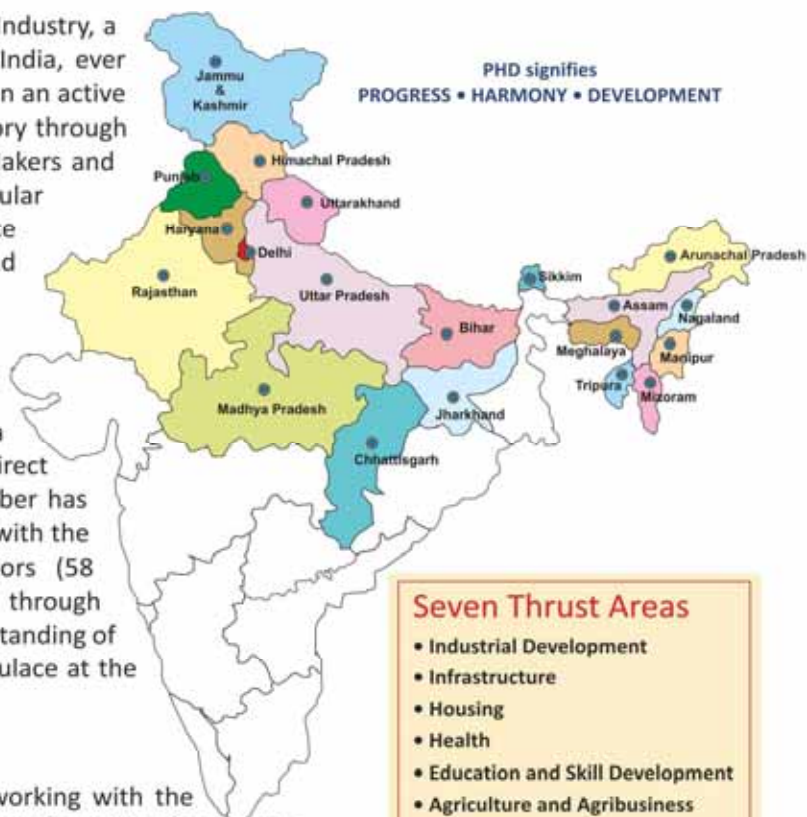 Industry, a
India, ever
n an active
ory through
akers and
ular
te
d
a
irect
ber has
with the
ors (58
through
tanding of
ulace at the
working with the
PHD signifies
PROGRESS • HARMONY • DEVELOPMENT
Jammu
&
Kashmir
Himachal Pradesh
Punjab
Uttarakhand
Haryana
Delhi
Rajasthan
Uttar Pradesh
Sikkim
Arunachal Pradesh
Assam
Nagaland
Bihar
Meghalaya
Manipur
Tripura
Mizoram
Madhya Pradesh
Jharkhand
Chhattisgarh
Seven Thrust Areas
• Industrial Development
• Infrastructure
• Housing
• Health
• Education and Skill Development
• Agriculture and Agribusiness